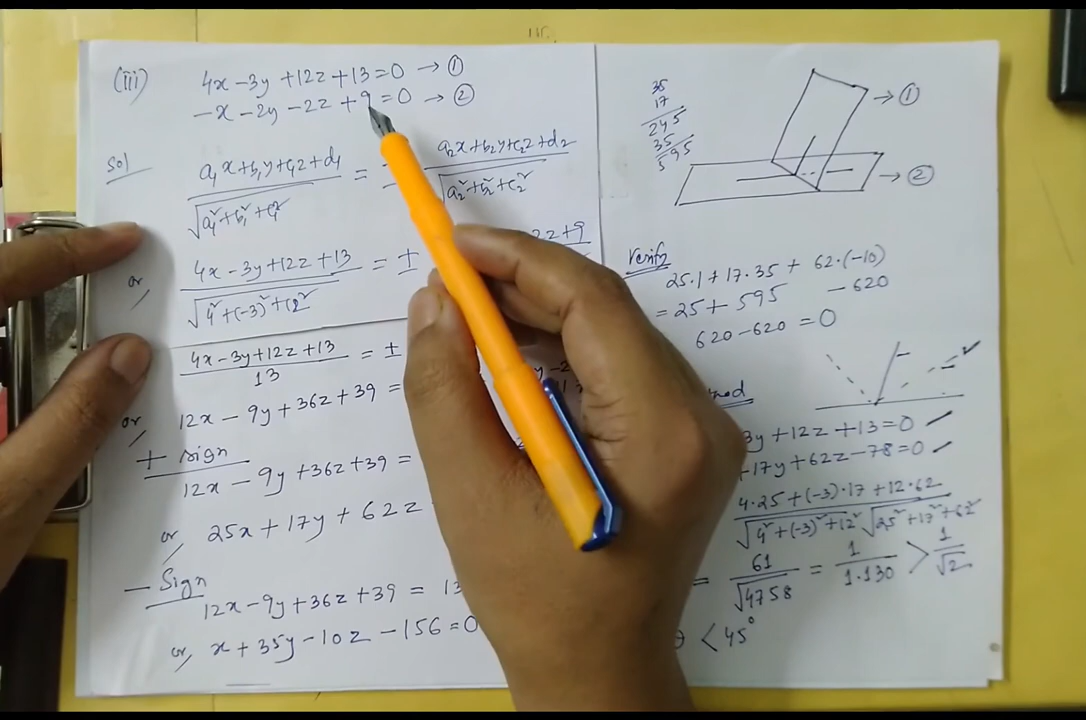 (iii) 4x - 3y + 12z + 13 = 0 → ①
-x - 2y - 2z + 9 = 0 → ②
Sol
a₁x + b₁y + c₁z + d₁ / √(a₁² + b₁² + c₁²) = a₂x + b₂y + c₂z + d₂ / √(a₂² + b₂² + c₂²)
or, 4x - 3y + 12z + 13 / √(4² + (-3)² + 12²) = ± 2z + 9
4x - 3y + 12z + 13 / 13 = ±
or, 12x - 9y + 36z + 39 =
+ sign
12x - 9y + 36z + 39 =
or, 25x + 17y + 62z
- Sign
12x - 9y + 36z + 39 = 13
or, x + 35y - 10z - 156 = 0
35
17
245
35
595
→ ①
→ ②
Verify
25.1 + 17.35 + 62.(-10)
= 25 + 595 - 620
620 - 620 = 0
3y + 12z + 13 = 0
+17y + 62z - 78 = 0
4.25 + (-3).17 + 12.62 / √(4² + (-3)² + 12²) √(25² + 17² + 62²)
= 61 / √4758 = 1 / 1.130 > 1 / √2
< 45°